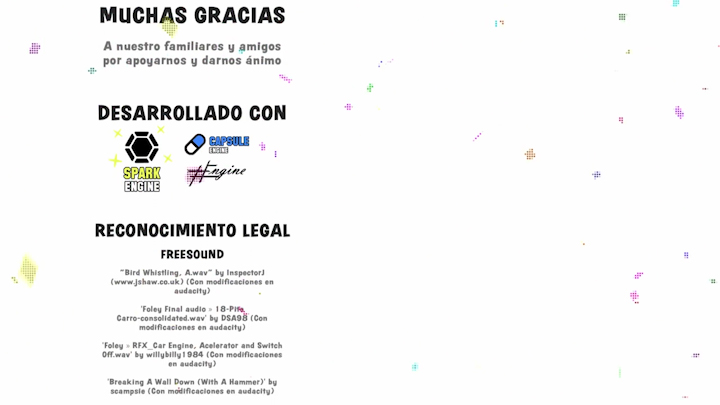 MUCHAS GRACIAS
A nuestro familiares y amigos
por apoyarnos y darnos ánimo
DESARROLLADO CON
SPARK
ENGINE
CAPSULE
ENGINE
#Engine
RECONOCIMIENTO LEGAL
FREESOUND
"Bird Whistling, A.wav" by InspectorJ
(www.jshaw.co.uk) (Con modificaciones en
audacity)
'Foley Final audio » 18-Pito
Carro-consolidated.wav' by DSA98 (Con
modificaciones en audacity)
'Foley » RFX_Car Engine, Acelerator and Switch
Off.wav' by willybilly1984 (Con modificaciones
en audacity)
'Breaking A Wall Down (With A Hammer)' by
scampsie (Con modificaciones en audacity)